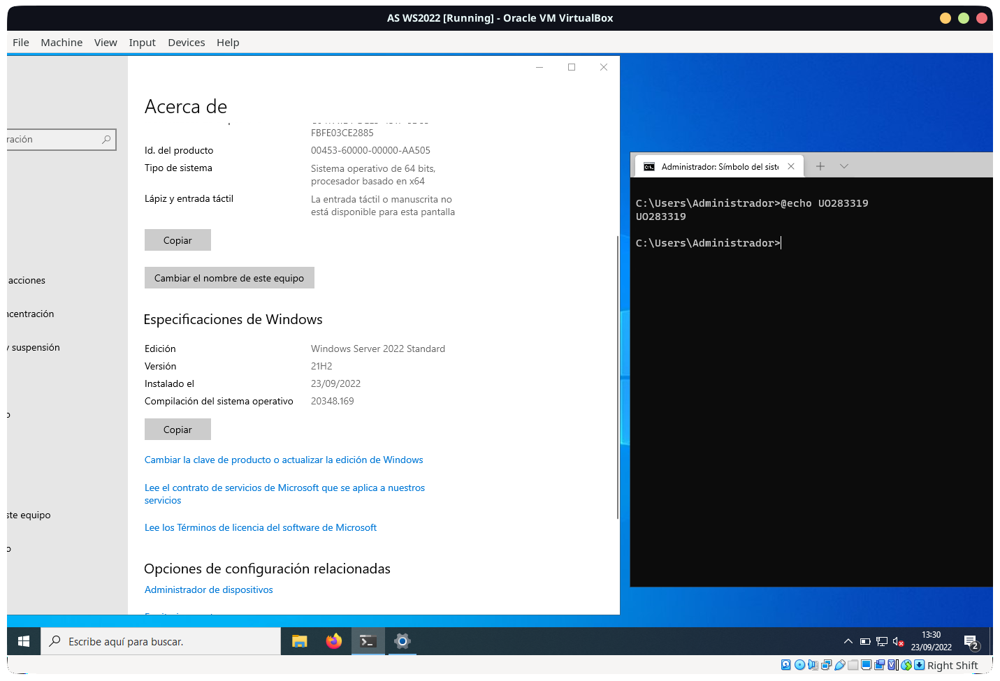 AS WS2022 [Running] - Oracle VM VirtualBox
File Machine View Input Devices Help
Acerca de
FBFE03CE2885
ración
Id. del producto 00453-60000-00000-AA505
Tipo de sistema Sistema operativo de 64 bits,
procesador basado en x64
Lápiz y entrada táctil La entrada táctil o manuscrita no
está disponible para esta pantalla
Copiar
Cambiar el nombre de este equipo
acciones
ncentración
y suspensión
ste equipo
Especificaciones de Windows
Edición Windows Server 2022 Standard
Versión 21H2
Instalado el 23/09/2022
Compilación del sistema operativo 20348.169
Copiar
Cambiar la clave de producto o actualizar la edición de Windows
Lee el contrato de servicios de Microsoft que se aplica a nuestros
servicios
Lee los Términos de licencia del software de Microsoft
Opciones de configuración relacionadas
Administrador de dispositivos
Administrador: Símbolo del siste
C:\Users\Administrador>@echo UO283319
UO283319
C:\Users\Administrador>
Escribe aquí para buscar.
13:30
23/09/2022
2
Right Shift